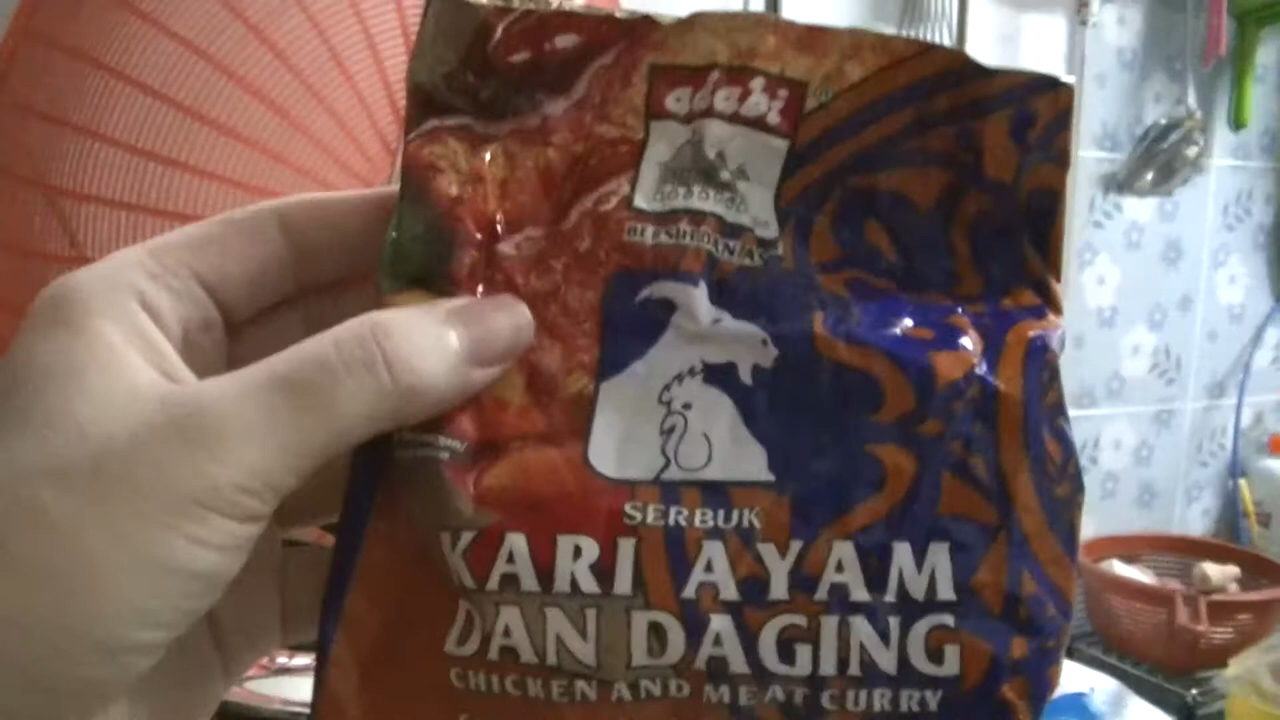 adabi
SERBUK
KARI AYAM
DAN DAGING
CHICKEN AND MEAT CURRY